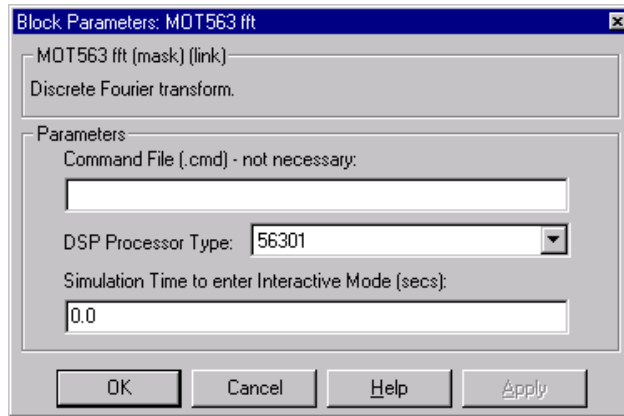 Block Parameters: MOT563 fft
MOT563 fft (mask) (link)
Discrete Fourier transform.
Parameters
Command File (.cmd) - not necessary:
DSP Processor Type: 56301
Simulation Time to enter Interactive Mode (secs):
0.0
OK Cancel Help Apply